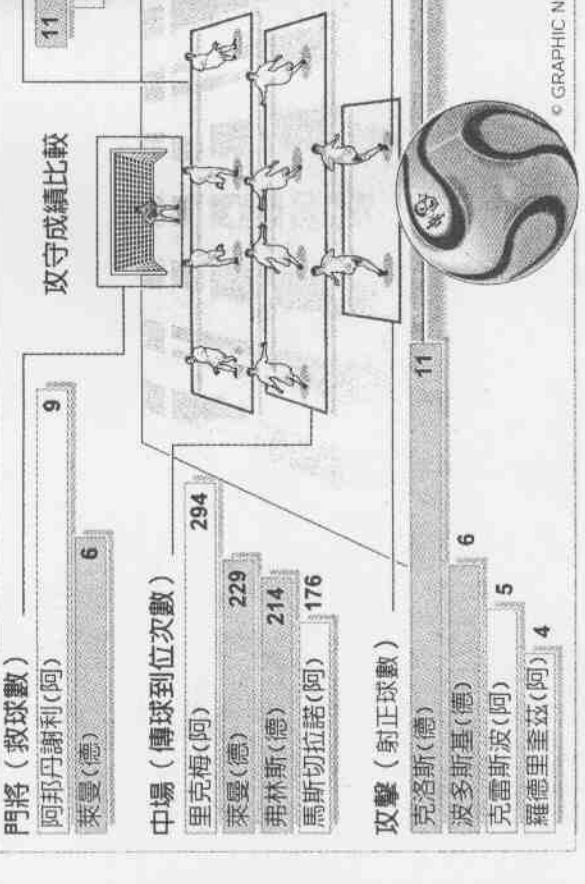 攻守成績比較
門將（救球數）
阿邦丹謝利(阿) 9
萊曼(德) 6
中場（傳球到位次數）
里克梅(阿) 294
萊曼(德) 229
弗林斯(德) 214
馬斯切拉諾(阿) 176
攻擊（射正球數）
克洛斯(德) 11
波多斯基(德) 6
克雷斯波(阿) 5
羅德里奎茲(阿) 4
11
© GRAPHIC N